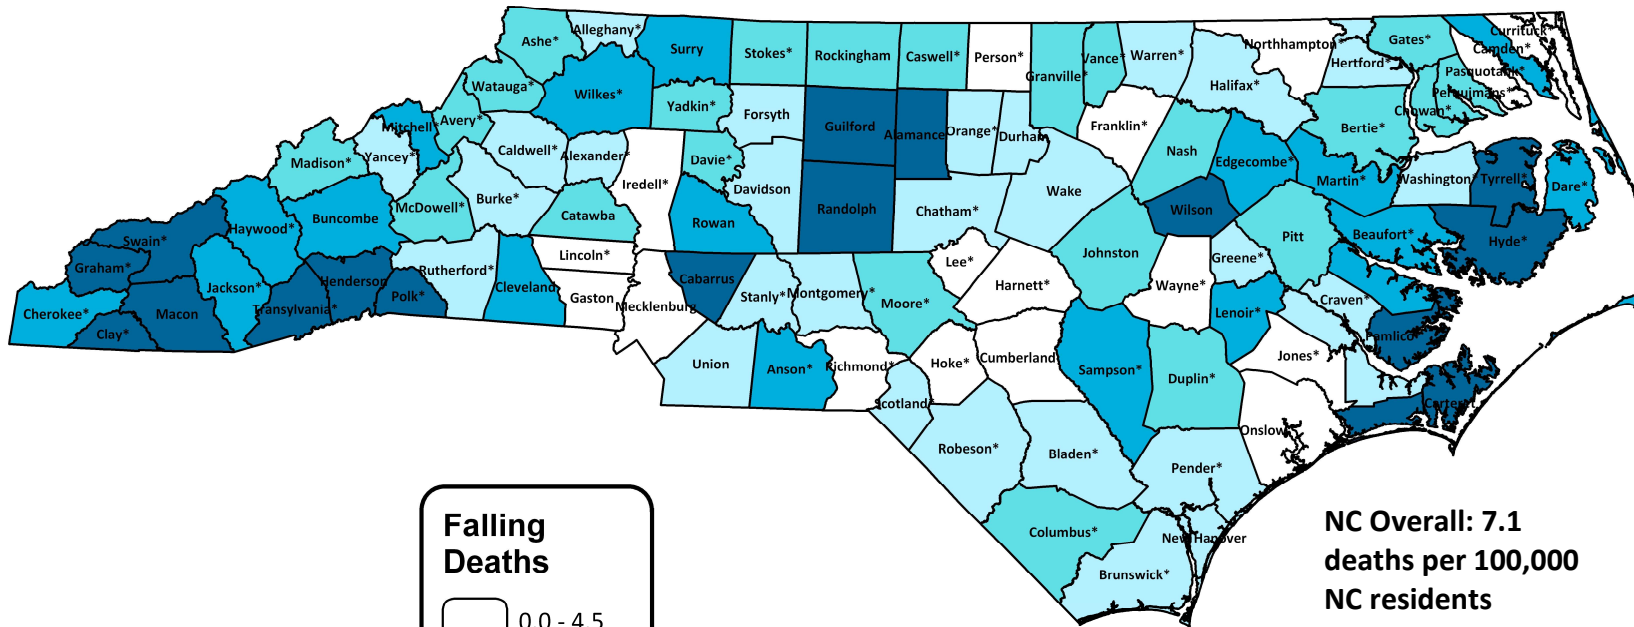 Alleghany*
Ashe*
Surry
Stokes*
Rockingham
Caswell*
Person*
Granville*
Vance*
Warren*
Northhampton*
Gates*
Currituck*
Camden*
Pasquotank*
Perquimans*
Chowan*
Hertford*
Halifax*
Bertie*
Watauga*
Wilkes*
Yadkin*
Forsyth
Guilford
Alamance
Orange*
Durham
Franklin*
Nash
Edgecombe*
Martin*
Washington*
Tyrrell*
Dare*
Mitchell*
Avery*
Caldwell*
Alexander*
Iredell*
Davie*
Davidson
Randolph
Chatham*
Wake
Wilson
Madison*
Yancey*
Burke*
McDowell*
Catawba
Rowan
Johnston
Pitt
Beaufort*
Hyde*
Buncombe
Haywood*
Swain*
Graham*
Jackson*
Henderson
Transylvania*
Polk*
Rutherford*
Cleveland
Lincoln*
Gaston
Mecklenburg
Cabarrus
Stanly*
Montgomery*
Moore*
Lee*
Harnett*
Wayne*
Greene*
Lenoir*
Craven*
Pamlico*
Cherokee*
Clay*
Macon
Union
Anson*
Richmond*
Scotland*
Hoke*
Cumberland
Sampson*
Duplin*
Jones*
Carteret
Onslow
Robeson*
Bladen*
Pender*
Columbus*
New Hanover
Brunswick*
Falling
Deaths
0.0 - 4.5
NC Overall: 7.1
deaths per 100,000
NC residents